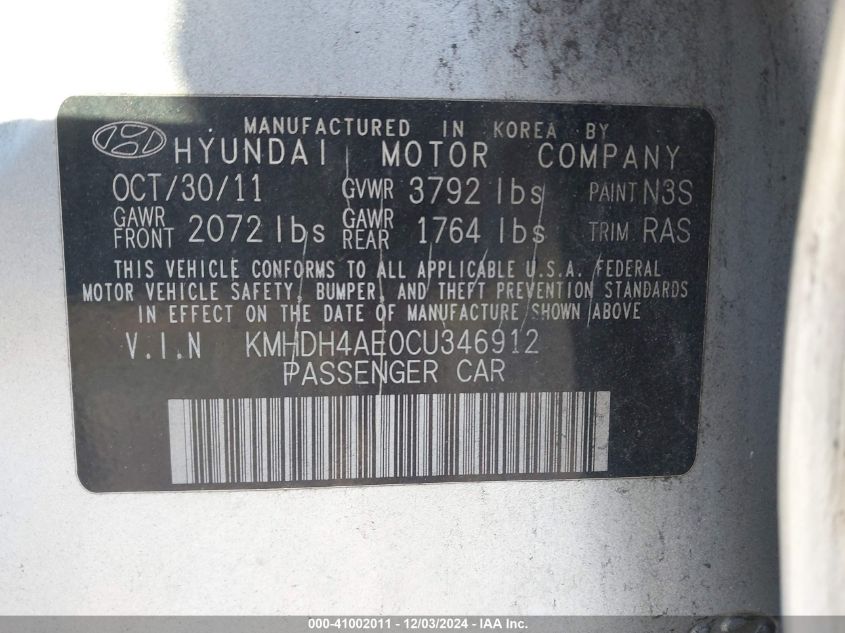 MANUFACTURED IN KOREA BY
HYUNDAI MOTOR COMPANY
OCT/30/11 GVWR 3792 lbs PAINT N3S
GAWR FRONT 2072 lbs GAWR REAR 1764 lbs TRIM RAS
THIS VEHICLE CONFORMS TO ALL APPLICABLE U.S.A. FEDERAL
MOTOR VEHICLE SAFETY, BUMPER, AND THEFT PREVENTION STANDARDS
IN EFFECT ON THE DATE OF MANUFACTURE SHOWN ABOVE
V.I.N KMHDH4AE0CU346912
PASSENGER CAR
000-41002011 - 12/03/2024 - IAA Inc.